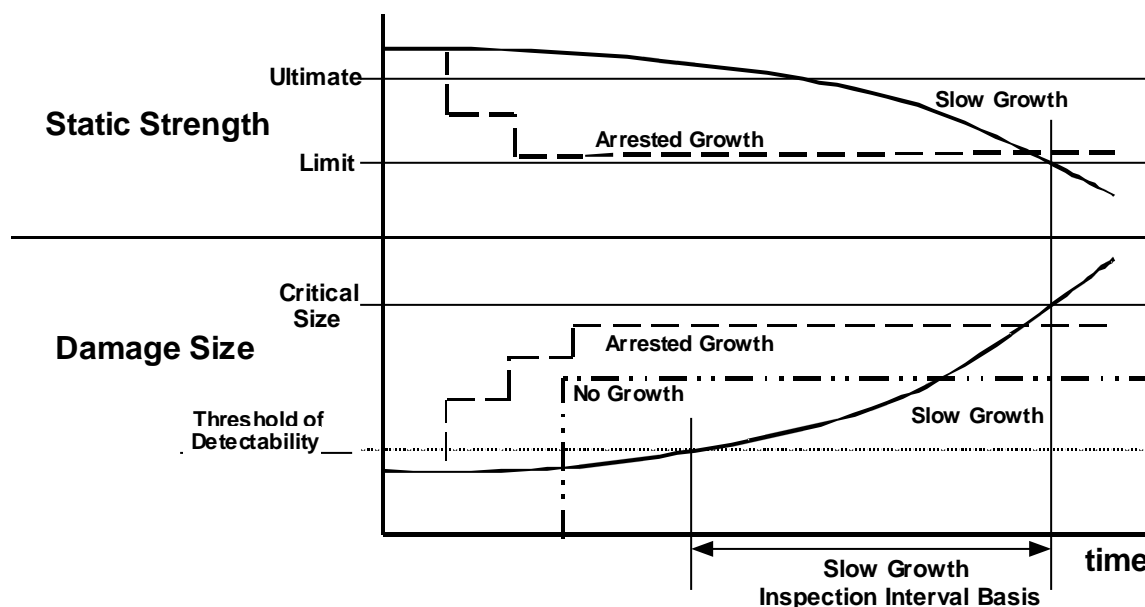 Ultimate
Slow Growth
Static Strength
Arrested Growth
Limit
Critical
Size
Damage Size
Arrested Growth
No Growth
Slow Growth
Threshold of
Detectability
time
Slow Growth
Inspection Interval Basis